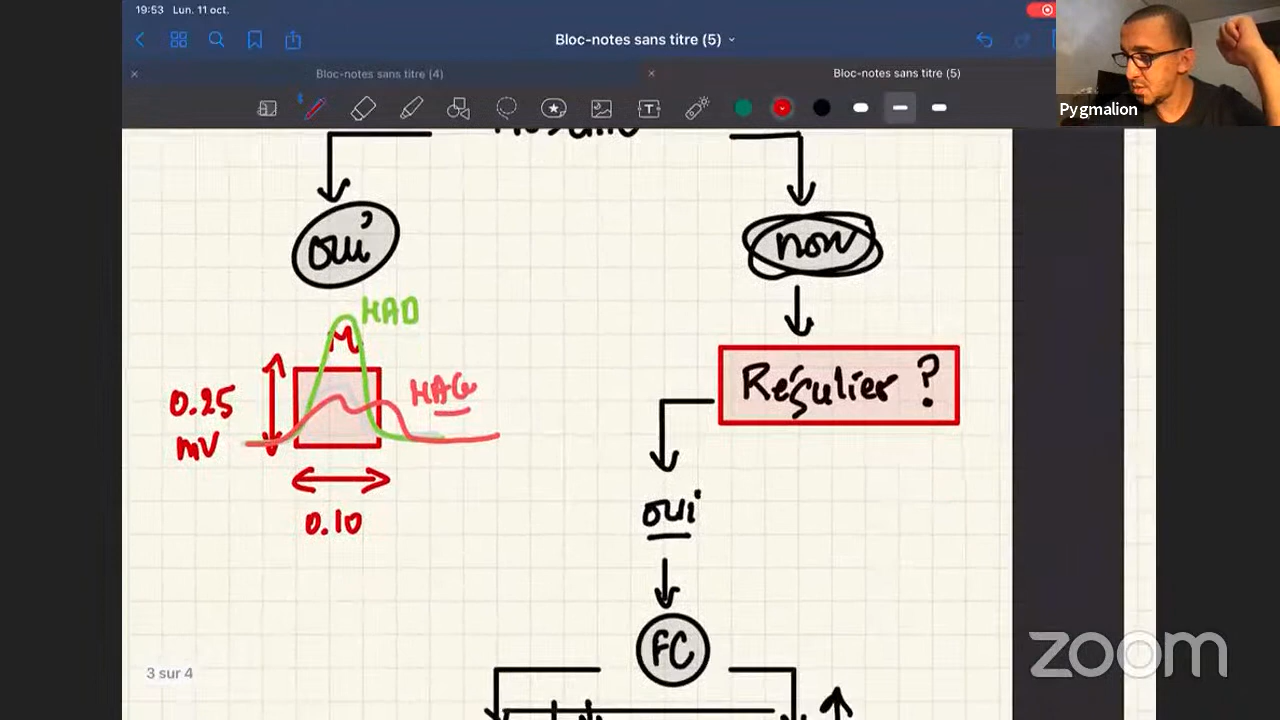 19:53 Lun. 11 oct.
Bloc-notes sans titre (5)
Bloc-notes sans titre (4)
Bloc-notes sans titre (5)
Pygmalion
oui
non
HAD
M
0.25
mV
HAG
0.10
Regulier ?
oui
FC
3 sur 4
zoom